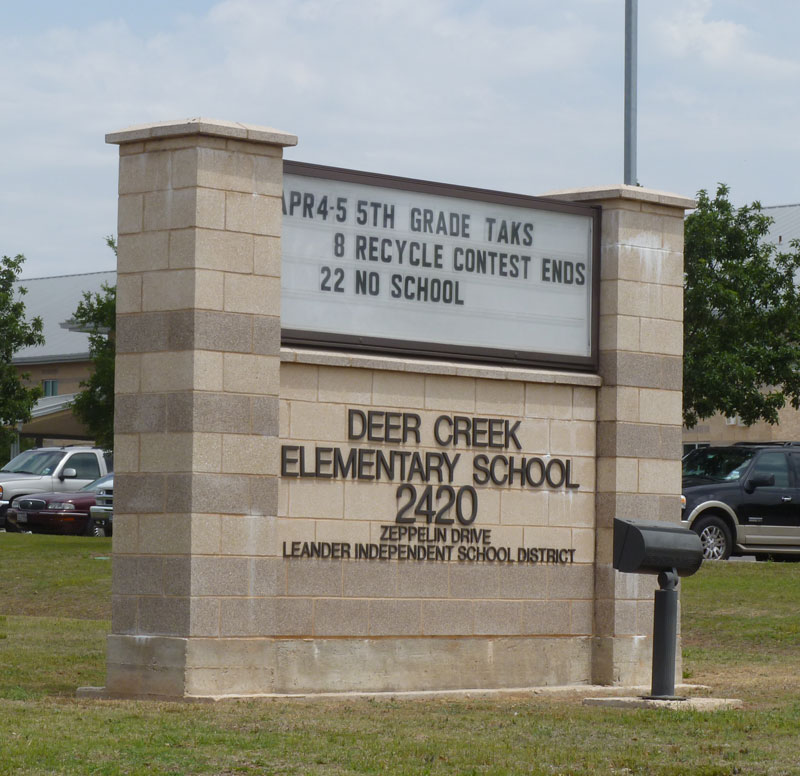 APR4-5 5TH GRADE TAKS
8 RECYCLE CONTEST ENDS
22 NO SCHOOL
DEER CREEK
ELEMENTARY SCHOOL
2420
ZEPPELIN DRIVE
LEANDER INDEPENDENT SCHOOL DISTRICT